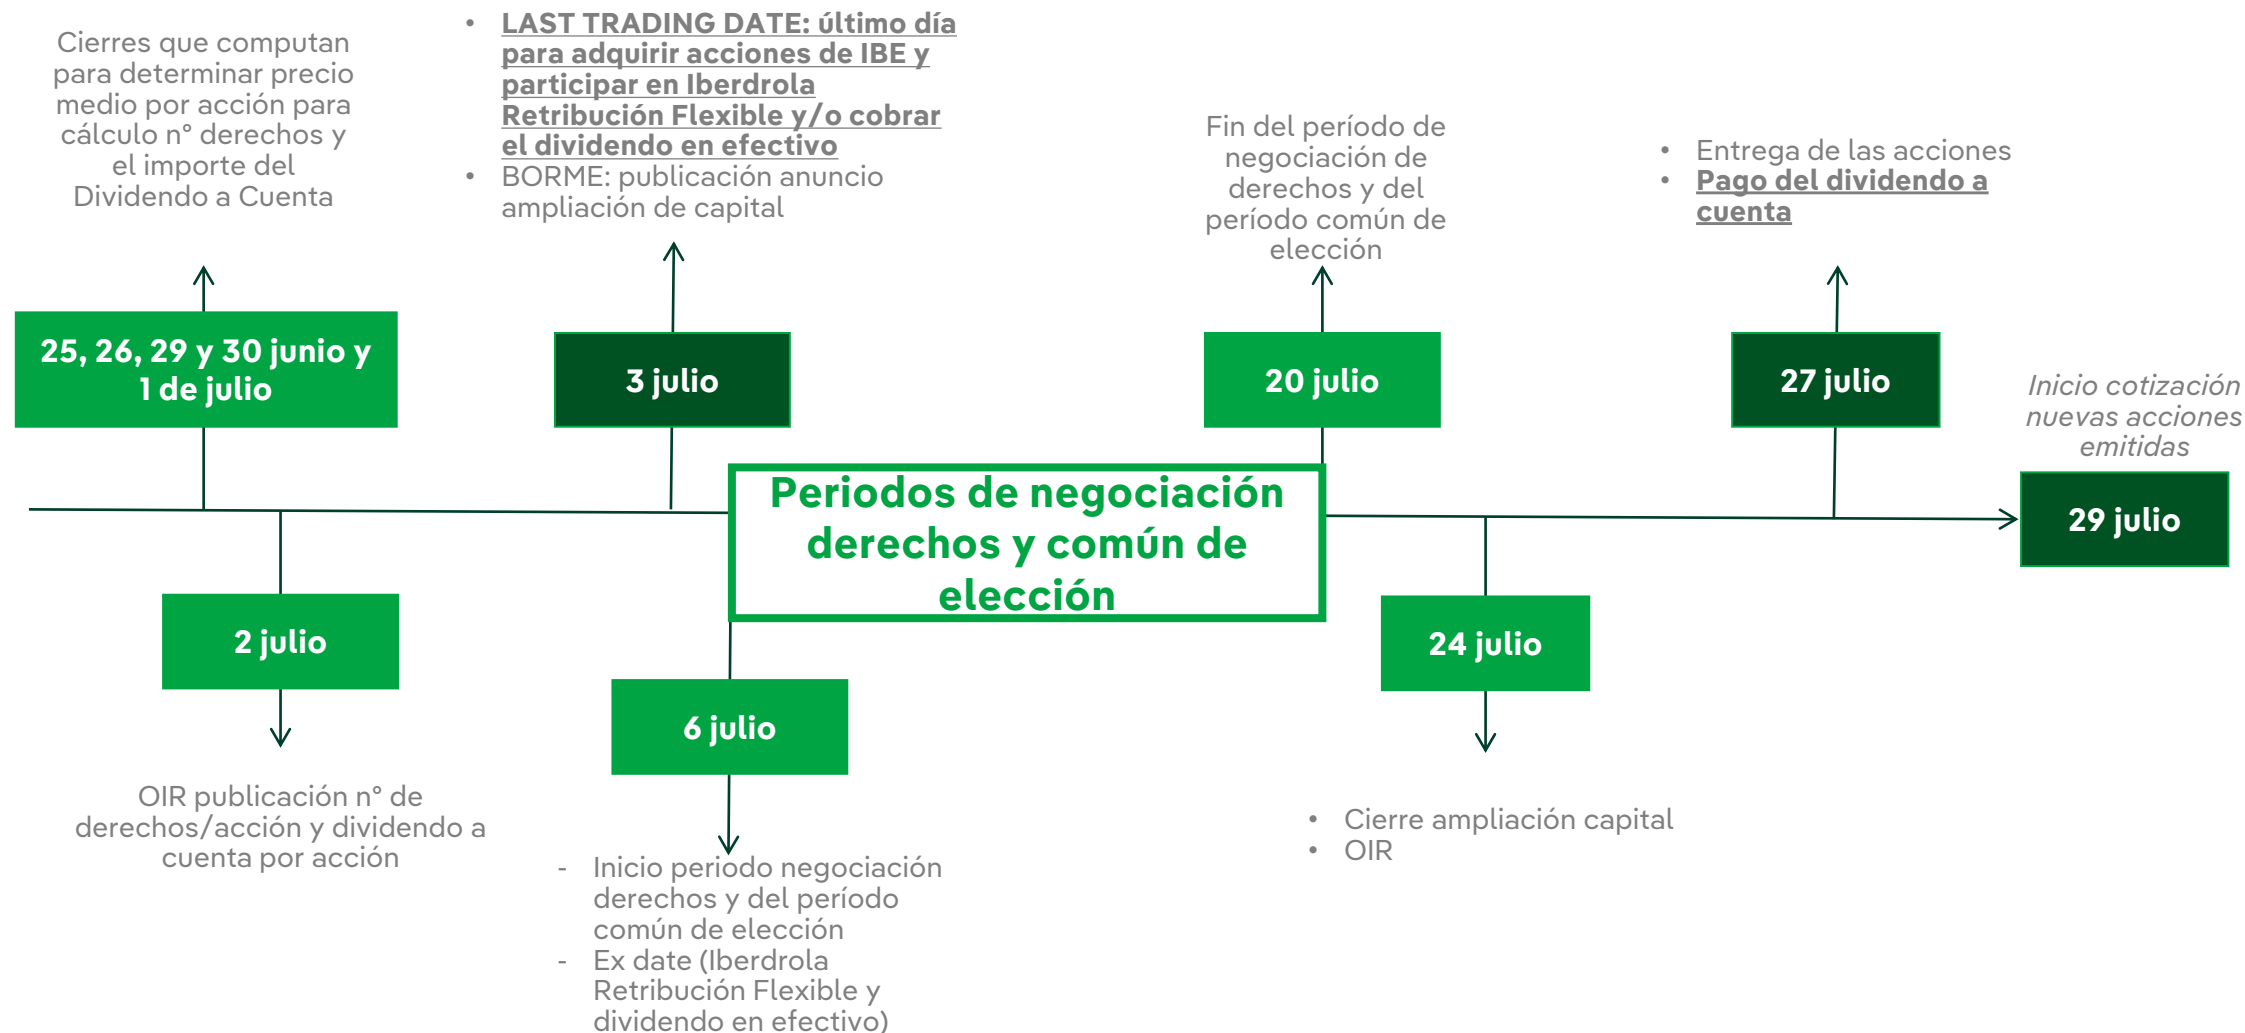 Cierres que computan
para determinar precio
medio por acción para
cálculo n° derechos y
el importe del
Dividendo a Cuenta
• LAST TRADING DATE: último día
para adquirir acciones de IBE y
participar en Iberdrola
Retribución Flexible y/o cobrar
el dividendo en efectivo
• BORME: publicación anuncio
ampliación de capital
Fin del período de
negociación de
derechos y del
período común de
elección
• Entrega de las acciones
• Pago del dividendo a
cuenta
25, 26, 29 y 30 junio y
1 de julio
3 julio
20 julio
27 julio
Inicio cotización
nuevas acciones
emitidas
29 julio
Periodos de negociación
derechos y común de
elección
2 julio
6 julio
24 julio
OIR publicación n° de
derechos/acción y dividendo a
cuenta por acción
- Inicio periodo negociación
derechos y del período
común de elección
- Ex date (Iberdrola
Retribución Flexible y
dividendo en efectivo)
• Cierre ampliación capital
• OIR